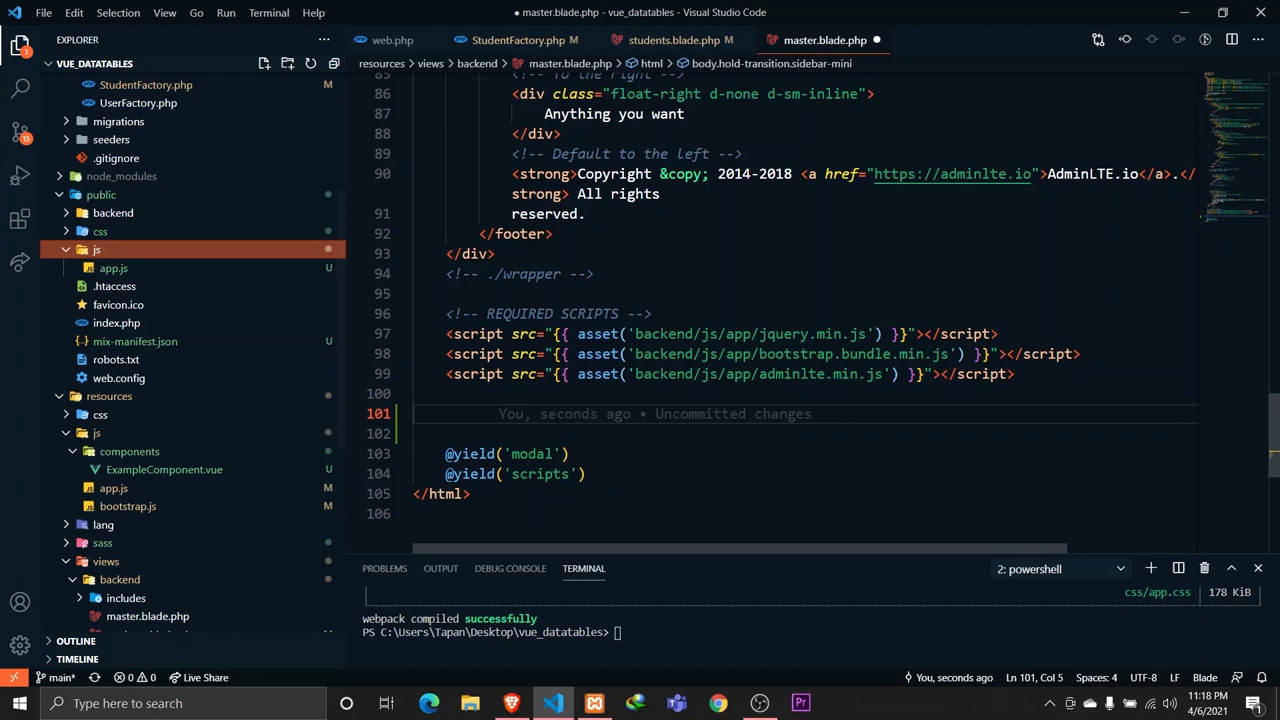 File Edit Selection View Go Run Terminal Help
● master.blade.php - vue_datatables - Visual Studio Code
EXPLORER
VUE_DATATABLES
StudentFactory.php M
UserFactory.php
migrations
seeders
.gitignore
node_modules
public
backend
css
js
app.js U
.htaccess
favicon.ico
index.php
mix-manifest.json U
robots.txt
web.config
resources
css
js
components
ExampleComponent.vue U
app.js M
bootstrap.js M
lang
sass
views
backend
includes
master.blade.php
OUTLINE
TIMELINE
web.php StudentFactory.php M students.blade.php M master.blade.php
resources > views > backend > master.blade.php > html > body.hold-transition.sidebar-mini
85 <!-- To the right -->
86 <div class="float-right d-none d-sm-inline">
87 Anything you want
88 </div>
89 <!-- Default to the left -->
90 <strong>Copyright &copy; 2014-2018 <a href="https://adminlte.io">AdminLTE.io</a>.</
strong> All rights
91 reserved.
92 </footer>
93 </div>
94 <!-- ./wrapper -->
95
96 <!-- REQUIRED SCRIPTS -->
97 <script src="{{ asset('backend/js/app/jquery.min.js') }}"></script>
98 <script src="{{ asset('backend/js/app/bootstrap.bundle.min.js') }}"></script>
99 <script src="{{ asset('backend/js/app/adminlte.min.js') }}"></script>
100
101 You, seconds ago • Uncommitted changes
102
103 @yield('modal')
104 @yield('scripts')
105 </html>
106
PROBLEMS OUTPUT DEBUG CONSOLE TERMINAL 2: powershell
css/app.css | 178 KiB
webpack compiled successfully
PS C:\Users\Tapan\Desktop\vue_datatables>
main* 0 0 Live Share
You, seconds ago Ln 101, Col 5 Spaces: 4 UTF-8 LF Blade
Type here to search
11:18 PM
4/6/2021